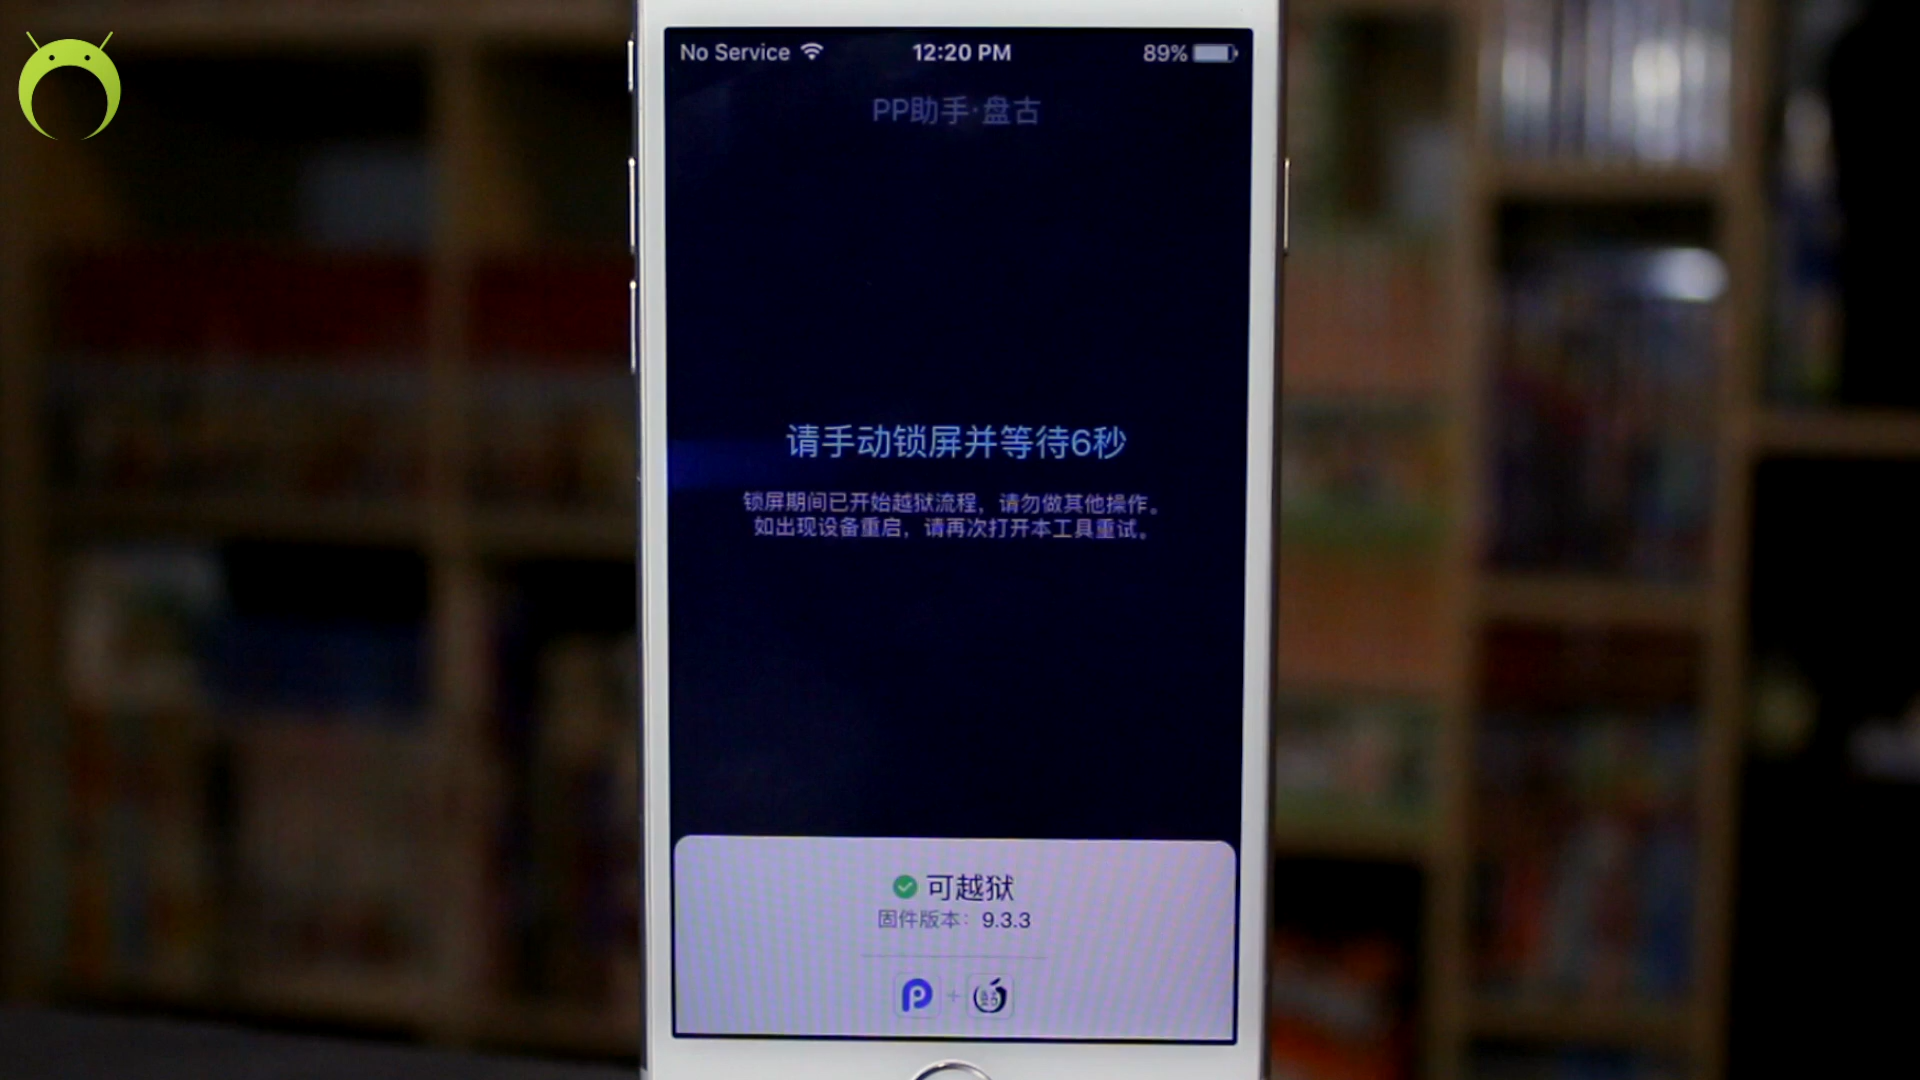 No Service
12:20 PM
89%
PP助手·盘古
请手动锁屏并等待6秒
锁屏期间已开始越狱流程，请勿做其他操作。
如出现设备重启，请再次打开本工具重试。
可越狱
固件版本：9.3.3
P + 盘古